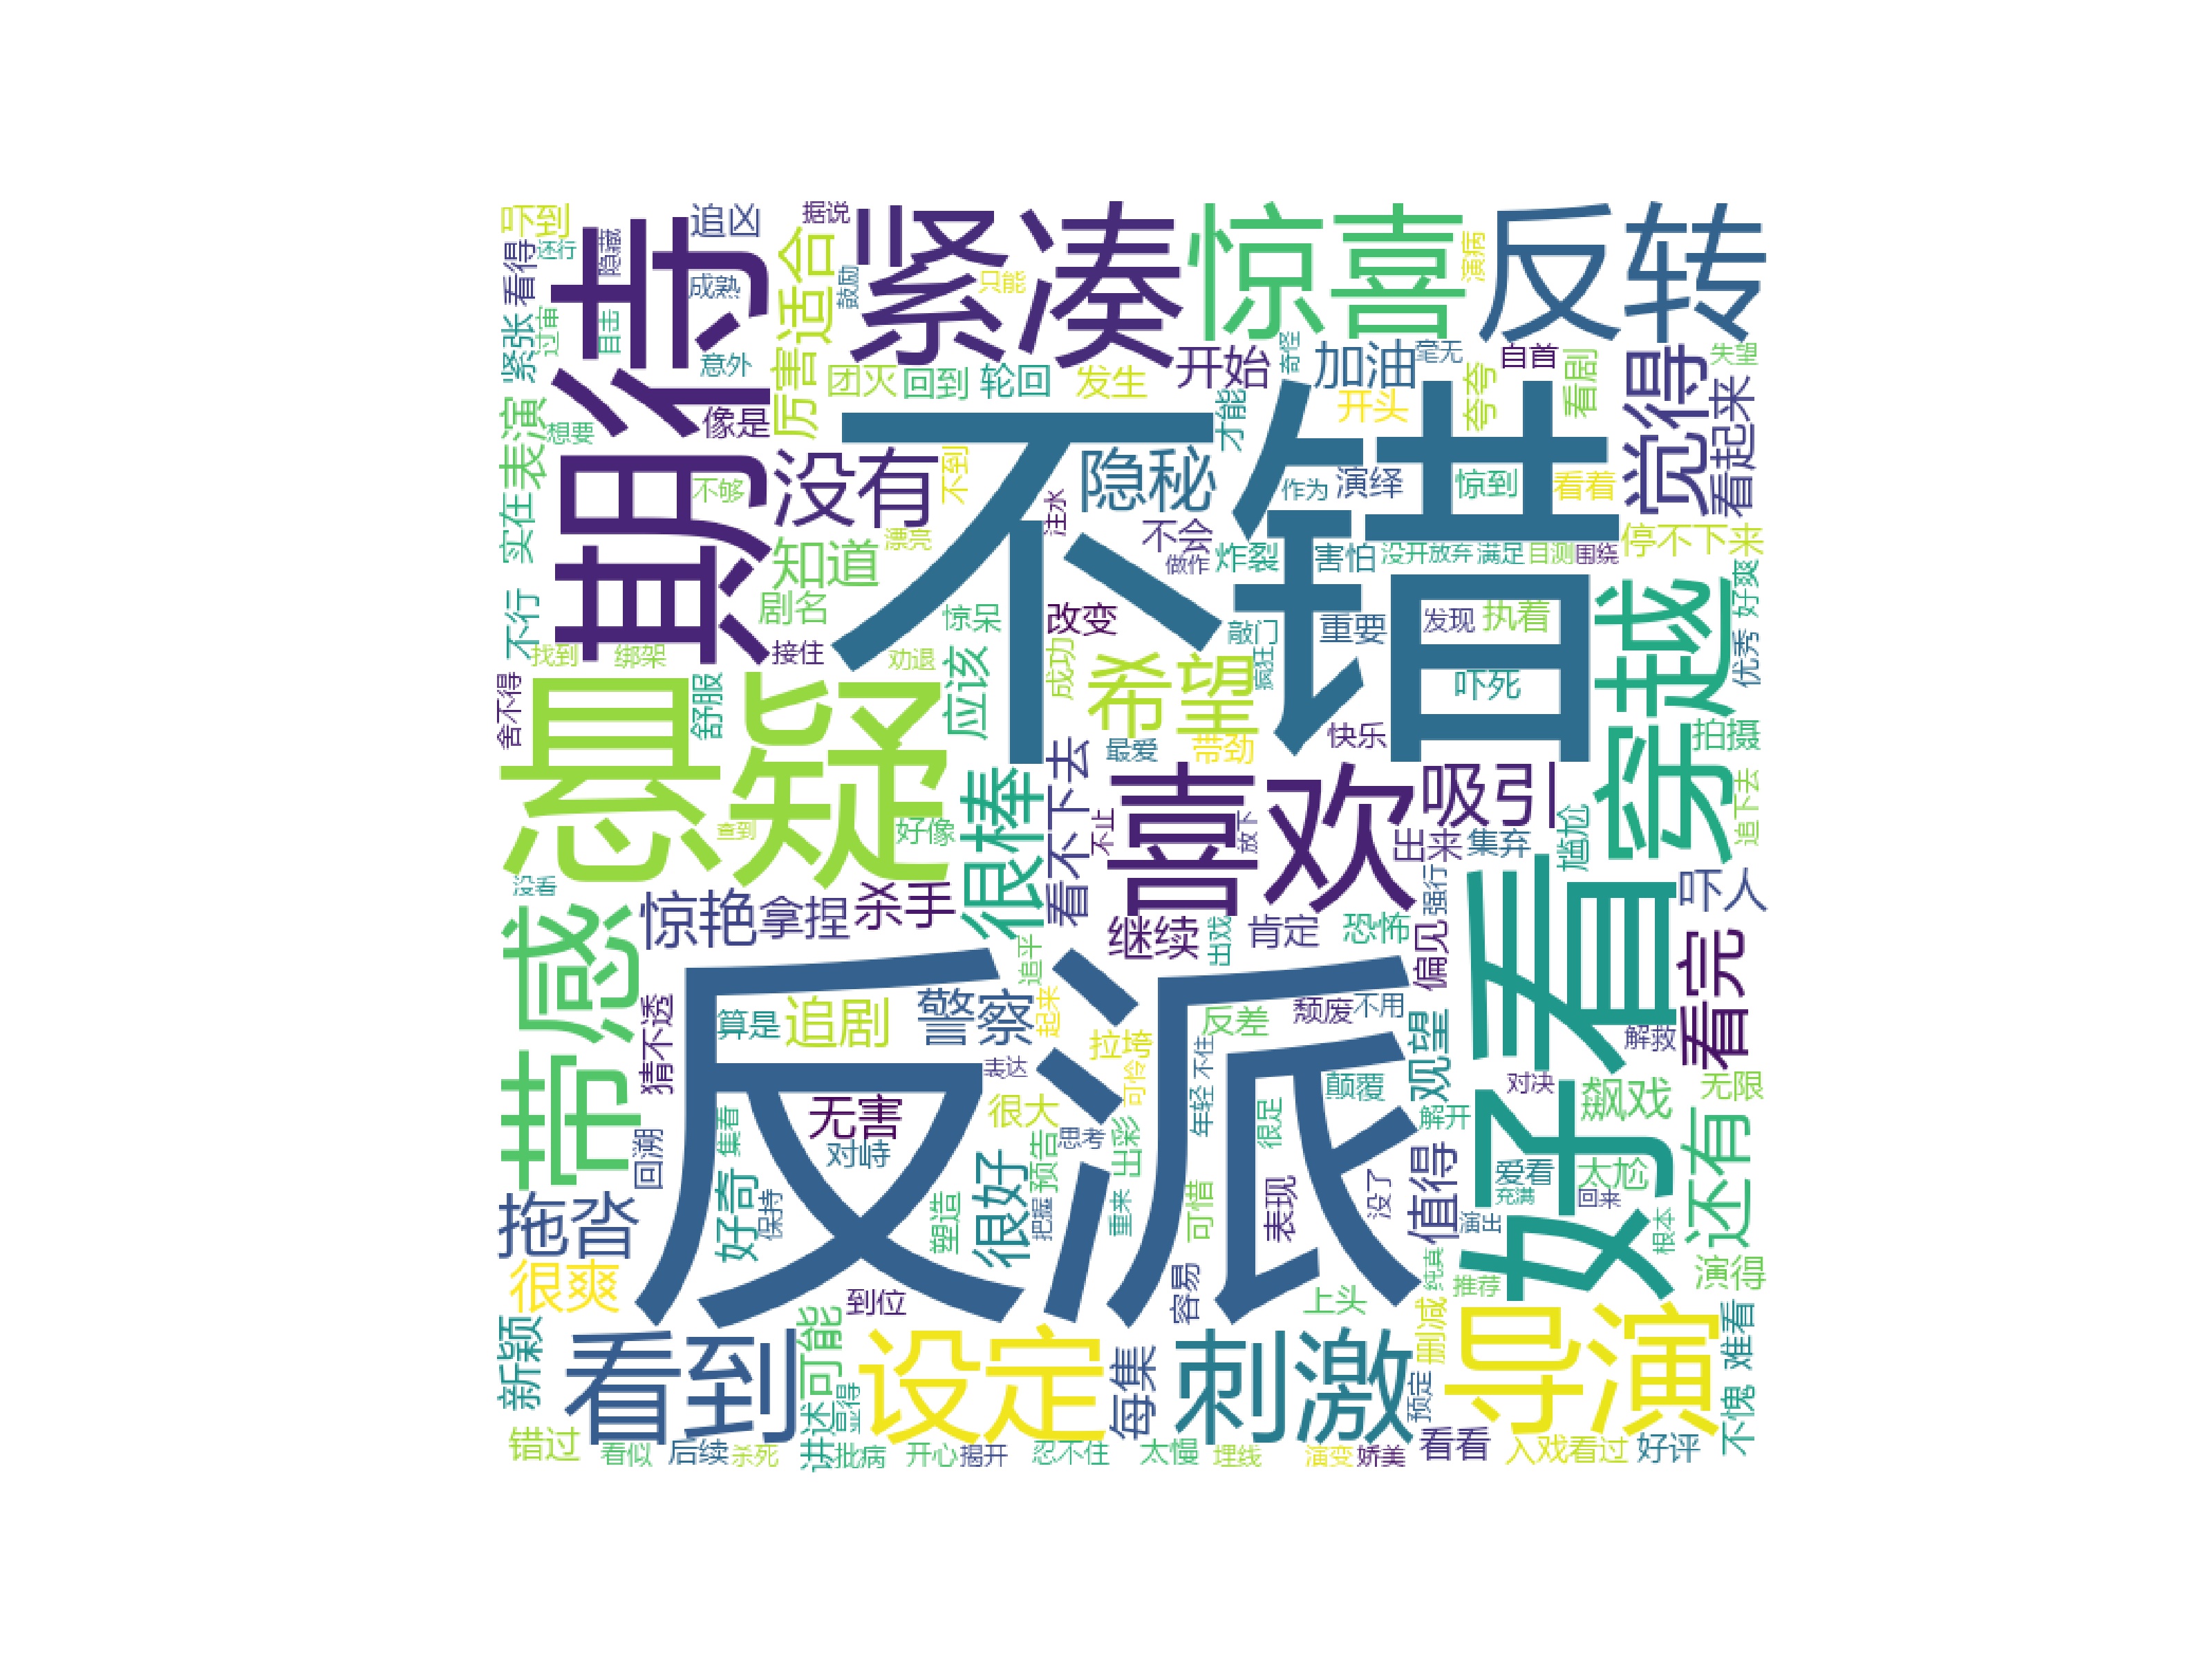 吓到
追凶
据说
紧凑
惊喜
演病
反转
看得
还行
隐藏
期待
适合
鼓励
只能
成熟
紧张
过审
目击
意外
厉害
团灭
回到
轮回
发生
开始
奇怪
加油
毫无
自首
看剧
觉得
失望
看起来
表演
想要
像是
不错
才能
开头
夸夸
实在
不够
没有
不到
隐秘
作为
演绎
惊到
看着
注水
漂亮
知道
不会
做作
炸裂
害怕
没开
放弃
满足
目测
围绕
停不下来
不行
剧名
惊呆
改变
敲门
重要
发现
执着
穿越
优秀
好爽
找到
绑架
接住
劝退
应该
成功
希望
疯狂
吓死
舍不得
悬疑
舒服
看不下去
最爱
带劲
快乐
拍摄
很棒
喜欢
吸引
追下去
查到
好像
不止
放下
出来
集弃
尴尬
没看
带感
惊艳
拿捏
杀手
继续
出戏
肯定
恐怖
强行
偏见
好看
吓人
看完
猜不透
算是
追剧
警察
追平
起来
反派
拉垮
反差
颓废
不用
观望
解救
表达
可怜
年轻
不住
颠覆
对决
飙戏
无限
无害
很大
回溯
集看
对峙
预告
思考
出彩
很足
解开
爱看
太尬
还有
充满
回来
拖沓
好奇
保持
塑造
很好
把握
重来
可惜
表现
没了
值得
演出
根本
很爽
到位
容易
上头
纯真
推荐
演得
新颖
看到
可能
设定
每集
刺激
预定
删减
导演
难看
不愧
错过
看似
后续
杀死
讲述
显得
批病
开心
揭开
忍不住
太慢
埋线
演变
娇美
看看
入戏
看过
好评